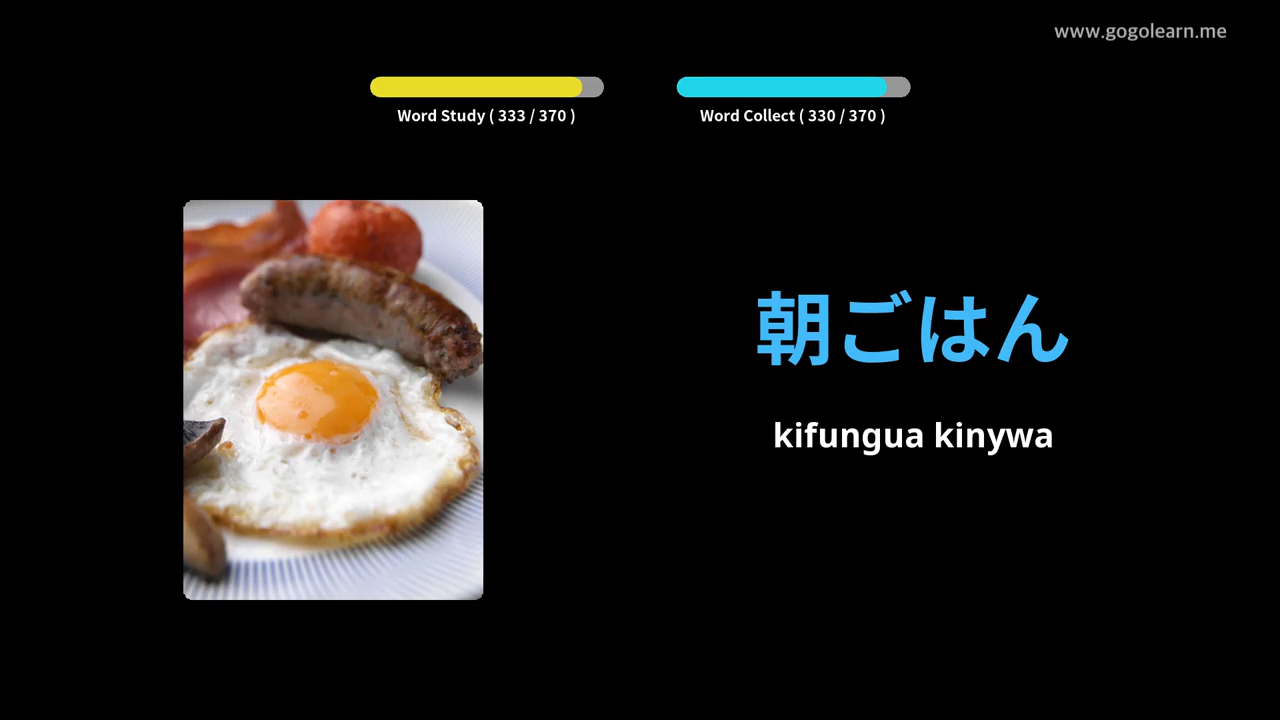 www.gogolearn.me
Word Study ( 333 / 370 )
Word Collect ( 330 / 370 )
朝ごはん
kifungua kinywa